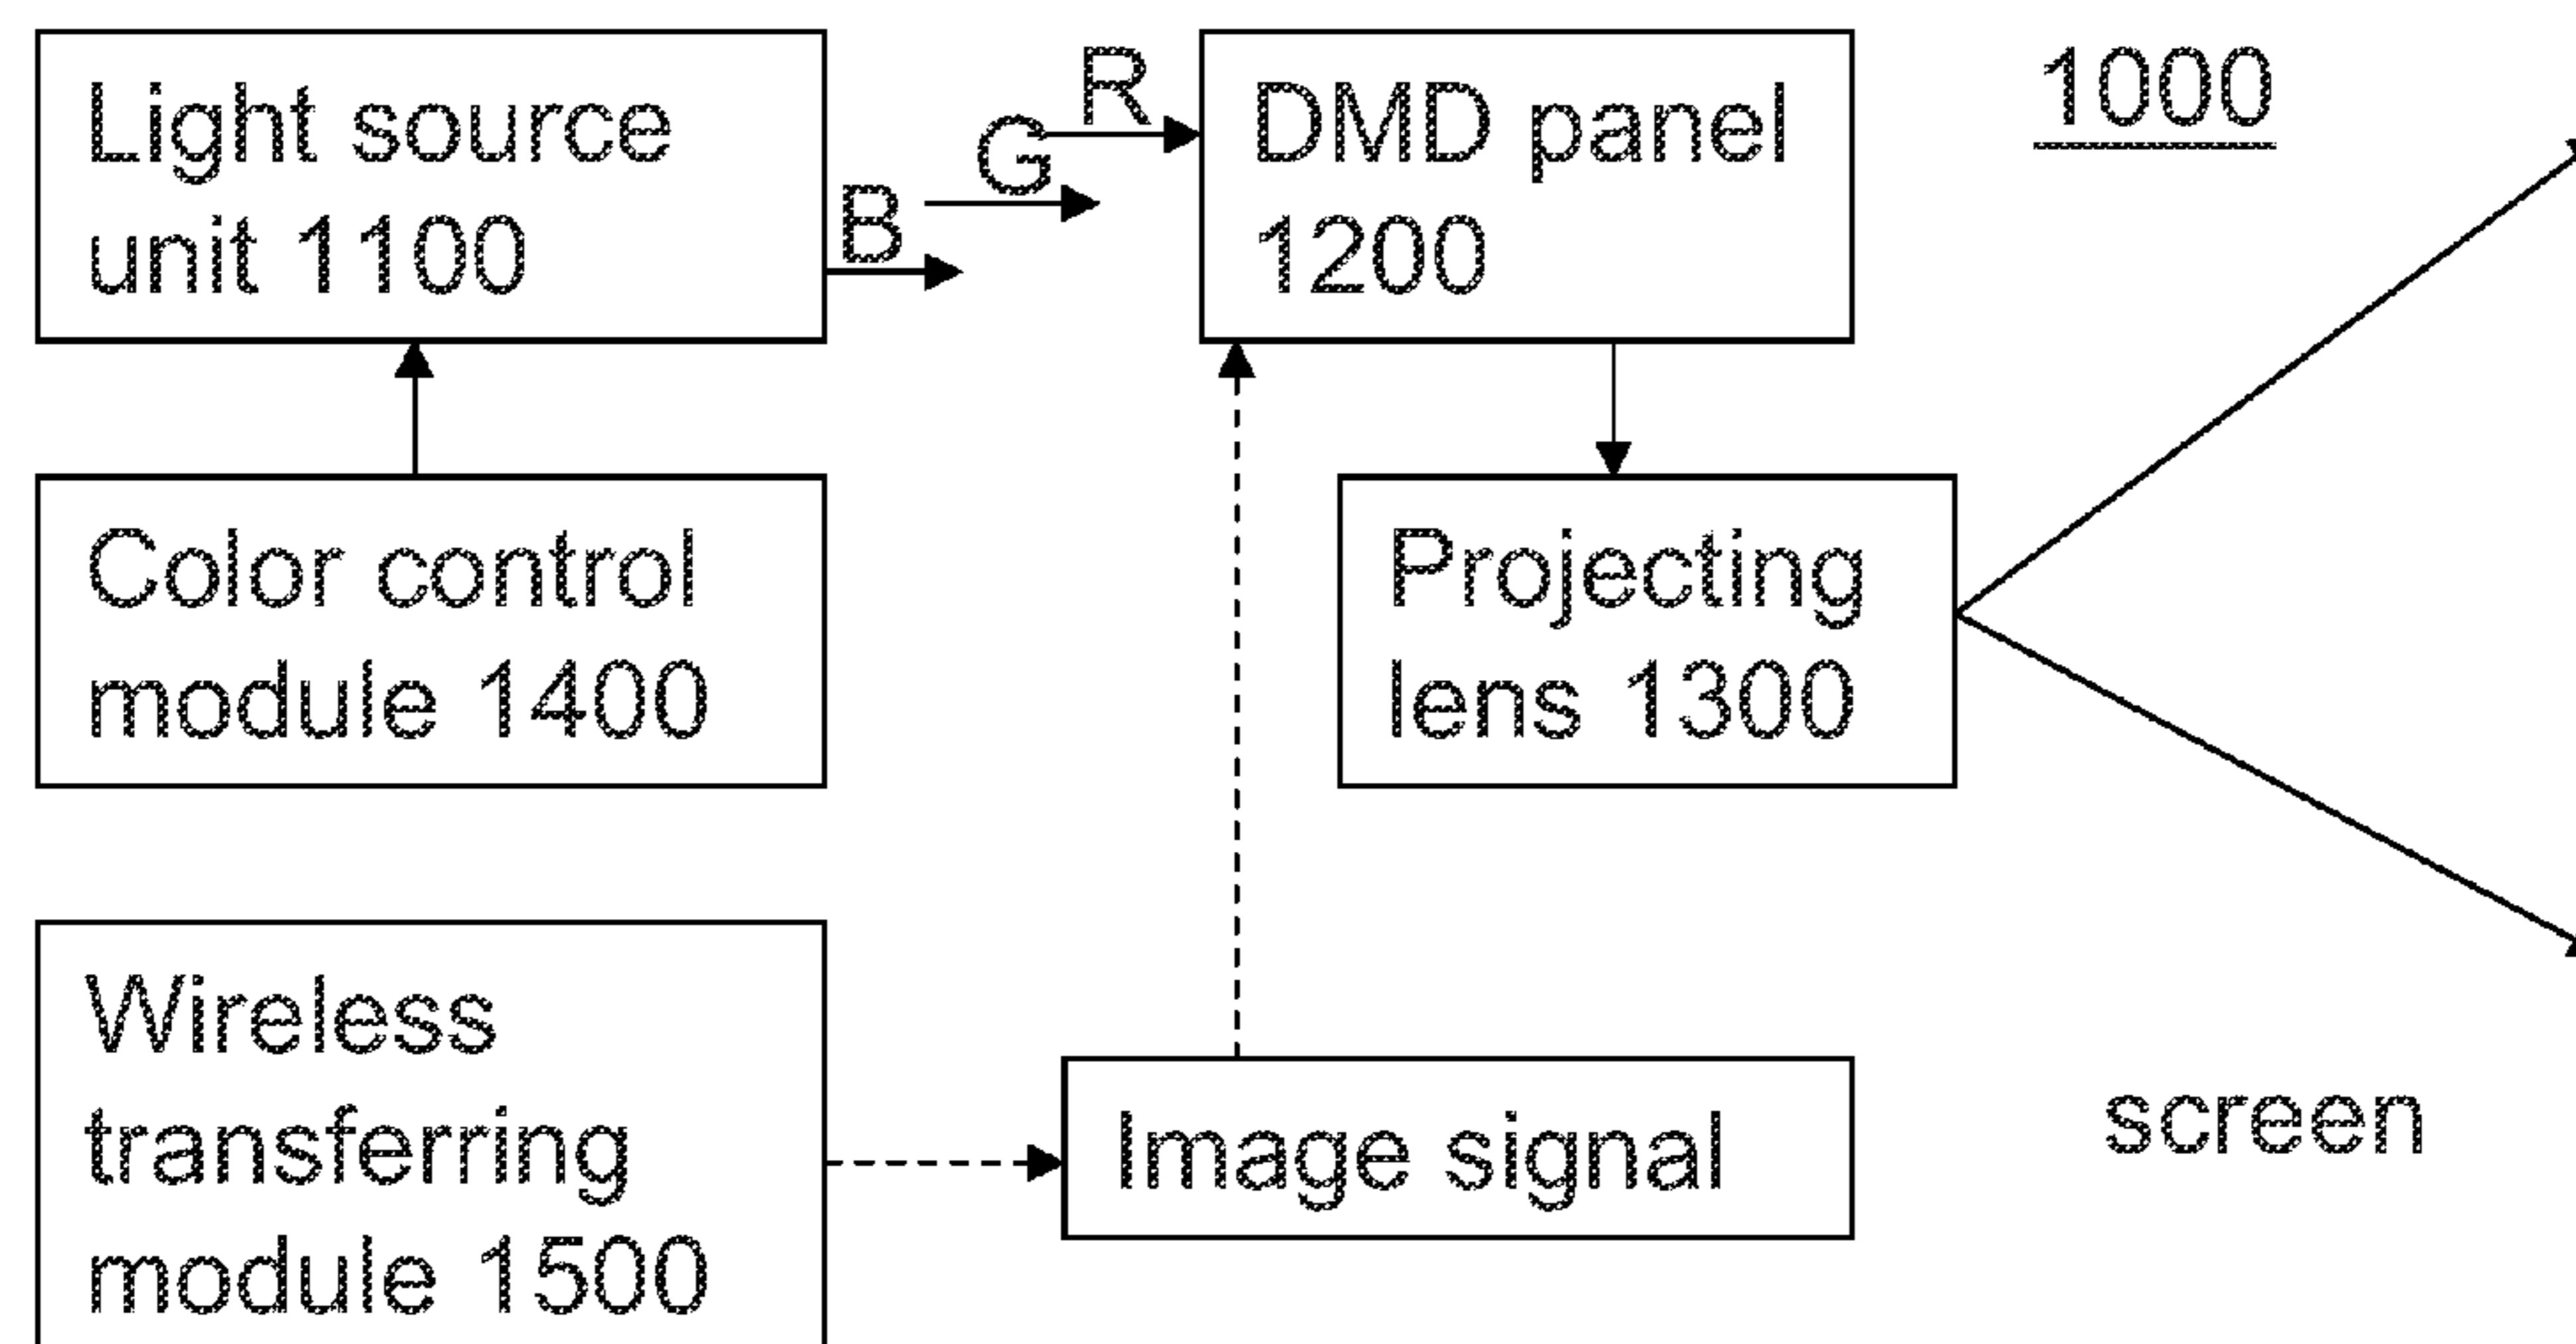 Light source
unit 1100
B
G
R
DMD panel
1200
1000
Color control
module 1400
Projecting
lens 1300
Wireless
transferring
module 1500
Image signal
screen